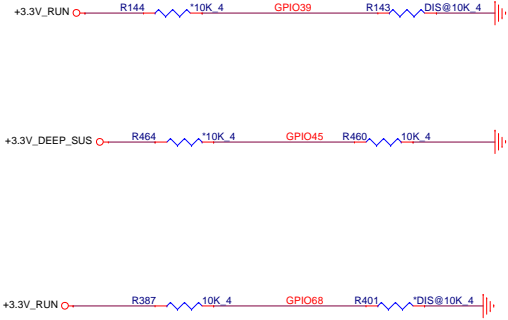 +3.3V_RUN R144 *10K_4 GPIO39 R143 DIS@10K_4
+3.3V_DEEP_SUS R464 *10K_4 GPIO45 R460 10K_4
+3.3V_RUN R387 10K_4 GPIO68 R401 *DIS@10K_4